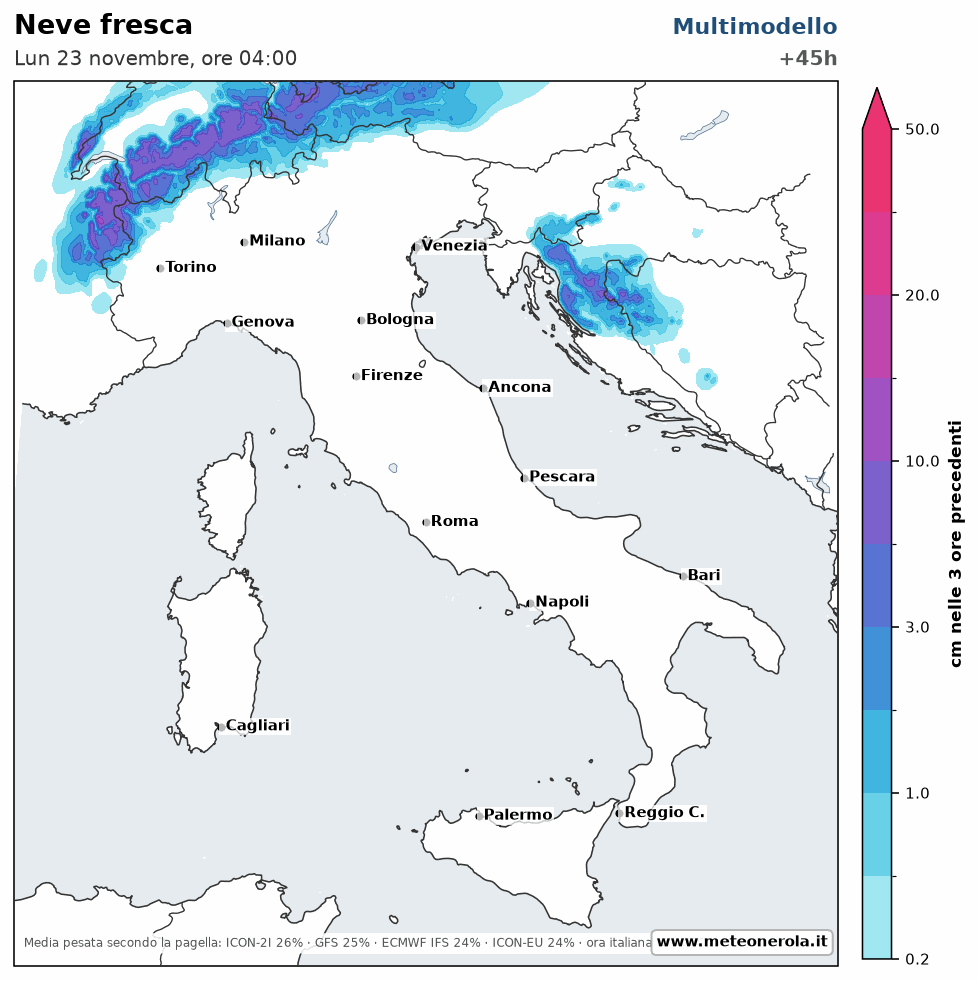 Neve fresca
Multimodello
Lun 23 novembre, ore 04:00
+45h
50.0
20.0
10.0
3.0
1.0
0.2
cm nelle 3 ore precedenti
Milano
Venezia
Torino
Genova
Bologna
Firenze
Ancona
Pescara
Roma
Bari
Napoli
Cagliari
Palermo
Reggio C.
Media pesata secondo la pagella: ICON-2I 26% · GFS 25% · ECMWF IFS 24% · ICON-EU 24% · ora italiana
www.meteonerola.it